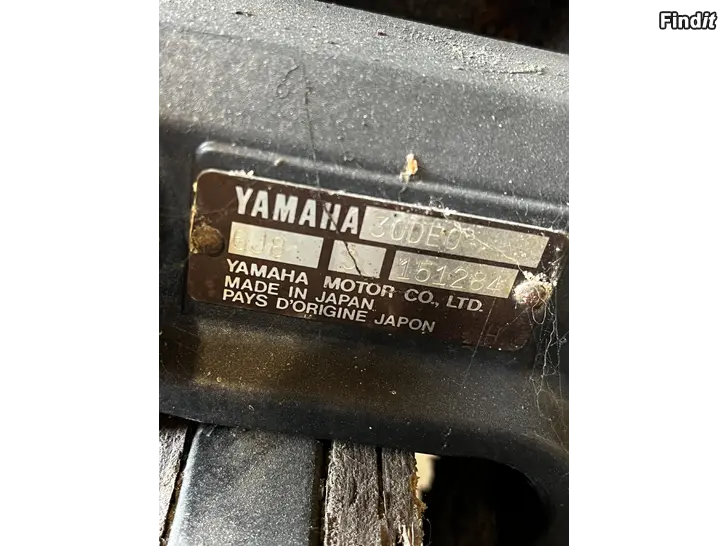 Findit
YAMAHA 30DEO
6J8 151284
YAMAHA MOTOR CO., LTD.
MADE IN JAPAN
PAYS D'ORIGINE JAPON